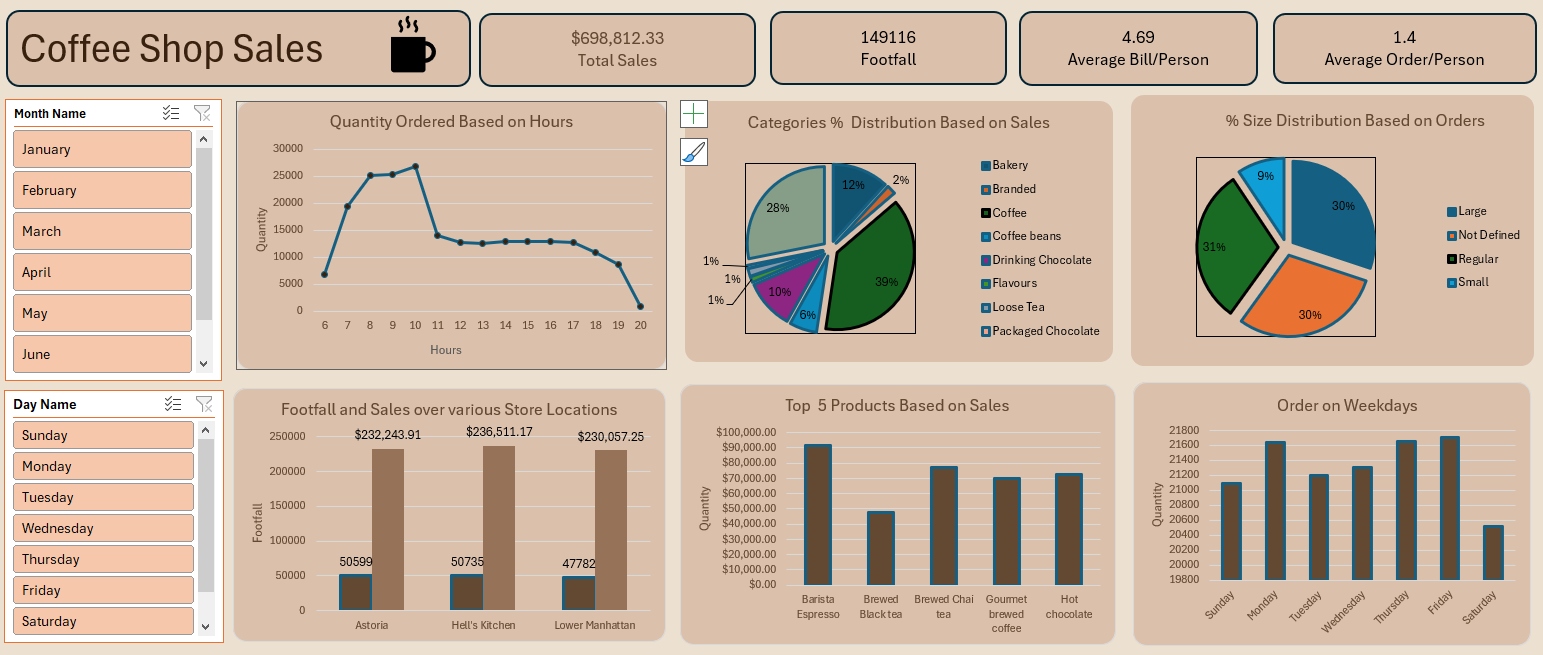 Coffee Shop Sales
$698,812.33
Total Sales
149116
Footfall
4.69
Average Bill/Person
1.4
Average Order/Person
Month Name
January
February
March
April
May
June
Quantity Ordered Based on Hours
30000
25000
20000
15000
10000
5000
0
Quantity
6 7 8 9 10 11 12 13 14 15 16 17 18 19 20
Hours
Categories % Distribution Based on Sales
12%
2%
28%
39%
1%
1%
1%
10%
6%
Bakery
Branded
Coffee
Coffee beans
Drinking Chocolate
Flavours
Loose Tea
Packaged Chocolate
% Size Distribution Based on Orders
9%
30%
31%
30%
Large
Not Defined
Regular
Small
Day Name
Sunday
Monday
Tuesday
Wednesday
Thursday
Friday
Saturday
Footfall and Sales over various Store Locations
250000
200000
150000
100000
50000
0
Footfall
$232,243.91
$236,511.17
$230,057.25
50599
50735
47782
Astoria
Hell's Kitchen
Lower Manhattan
Top 5 Products Based on Sales
$100,000.00
$90,000.00
$80,000.00
$70,000.00
$60,000.00
$50,000.00
$40,000.00
$30,000.00
$20,000.00
$10,000.00
$0.00
Quantity
Barista
Espresso
Brewed
Black tea
Brewed Chai
tea
Gourmet
brewed
coffee
Hot
chocolate
Order on Weekdays
21800
21600
21400
21200
21000
20800
20600
20400
20200
20000
19800
Quantity
Sunday
Monday
Tuesday
Wednesday
Thursday
Friday
Saturday